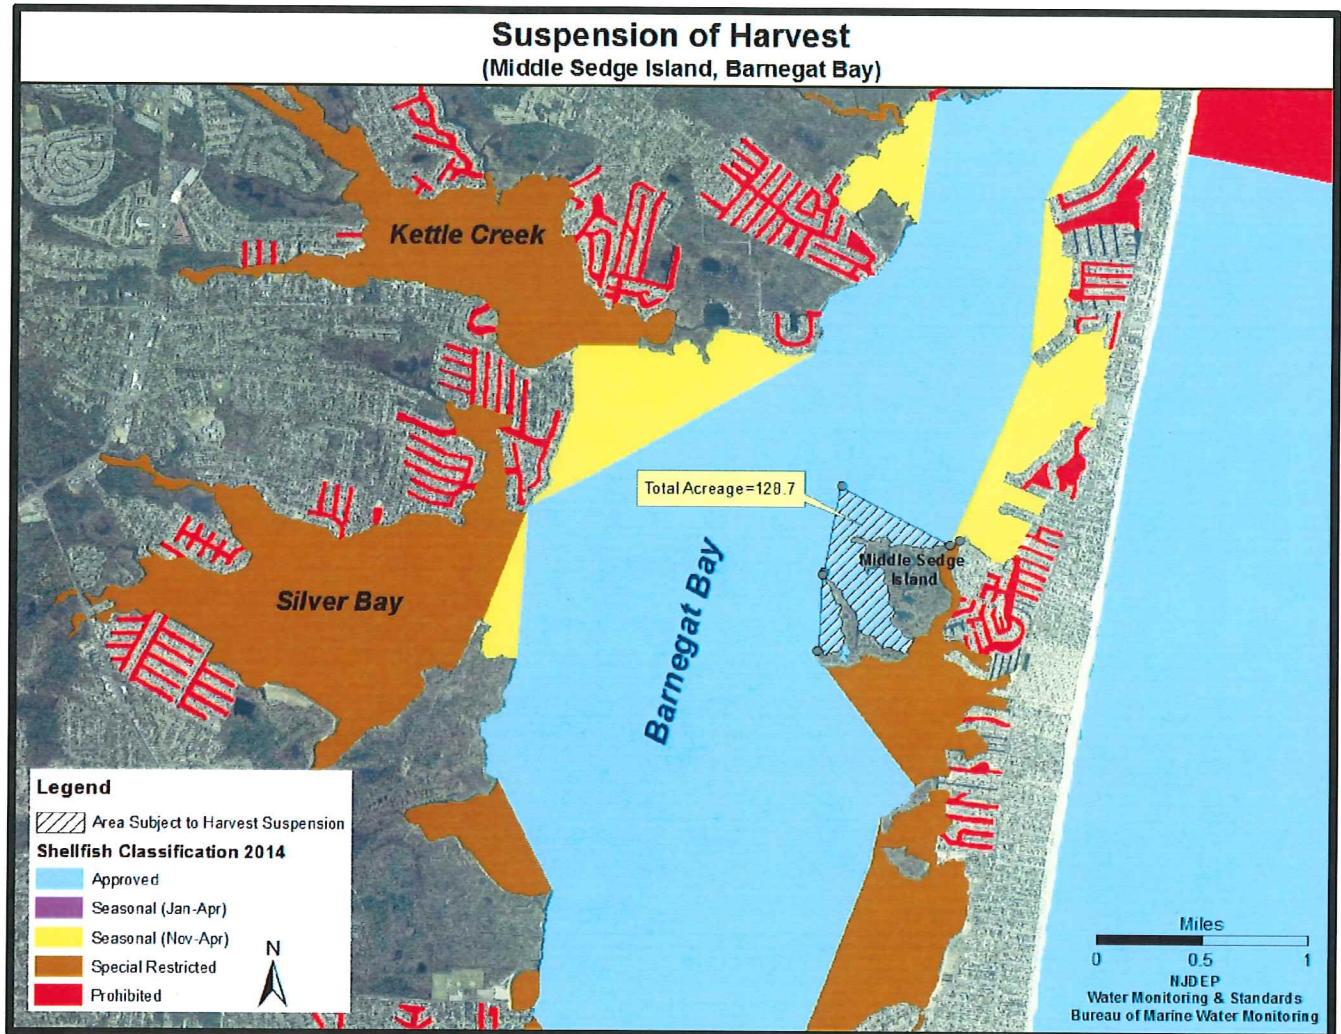 Suspension of Harvest
(Middle Sedge Island, Barnegat Bay)
Kettle Creek
Total Acreage=128.7
Middle Sedge
Island
Silver Bay
Barnegat Bay
Legend
Area Subject to Harvest Suspension
Shellfish Classification 2014
Approved
Seasonal (Jan-Apr)
Seasonal (Nov-Apr)
Special Restricted
Prohibited
N
Miles
0 0.5 1
NJDEP
Water Monitoring & Standards
Bureau of Marine Water Monitoring